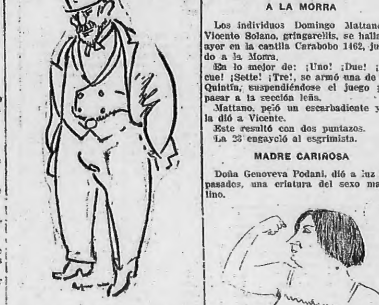 A LA MORRA
Los individuos Domingo Mattano
Vicente Solano, gringarellis, se halla
ayer en la cantila Carabobo 1462, ju
do a la Morra.
En lo mejor de: ¡Uno! ¡Due! ¡
cue! ¡Sette! ¡Tre!, se armó una de
Quintín, suspendiéndose el juego
pasar a la sección leña.
Mattano, peló un escarbadiente y
la dió a Vicente.
Este resultó con dos puntazos.
La 23 engayoló al esgrimista.
MADRE CARIÑOSA
Doña Genoveva Podani, dió a luz
pasados, una criatura del sexo ma
lino.